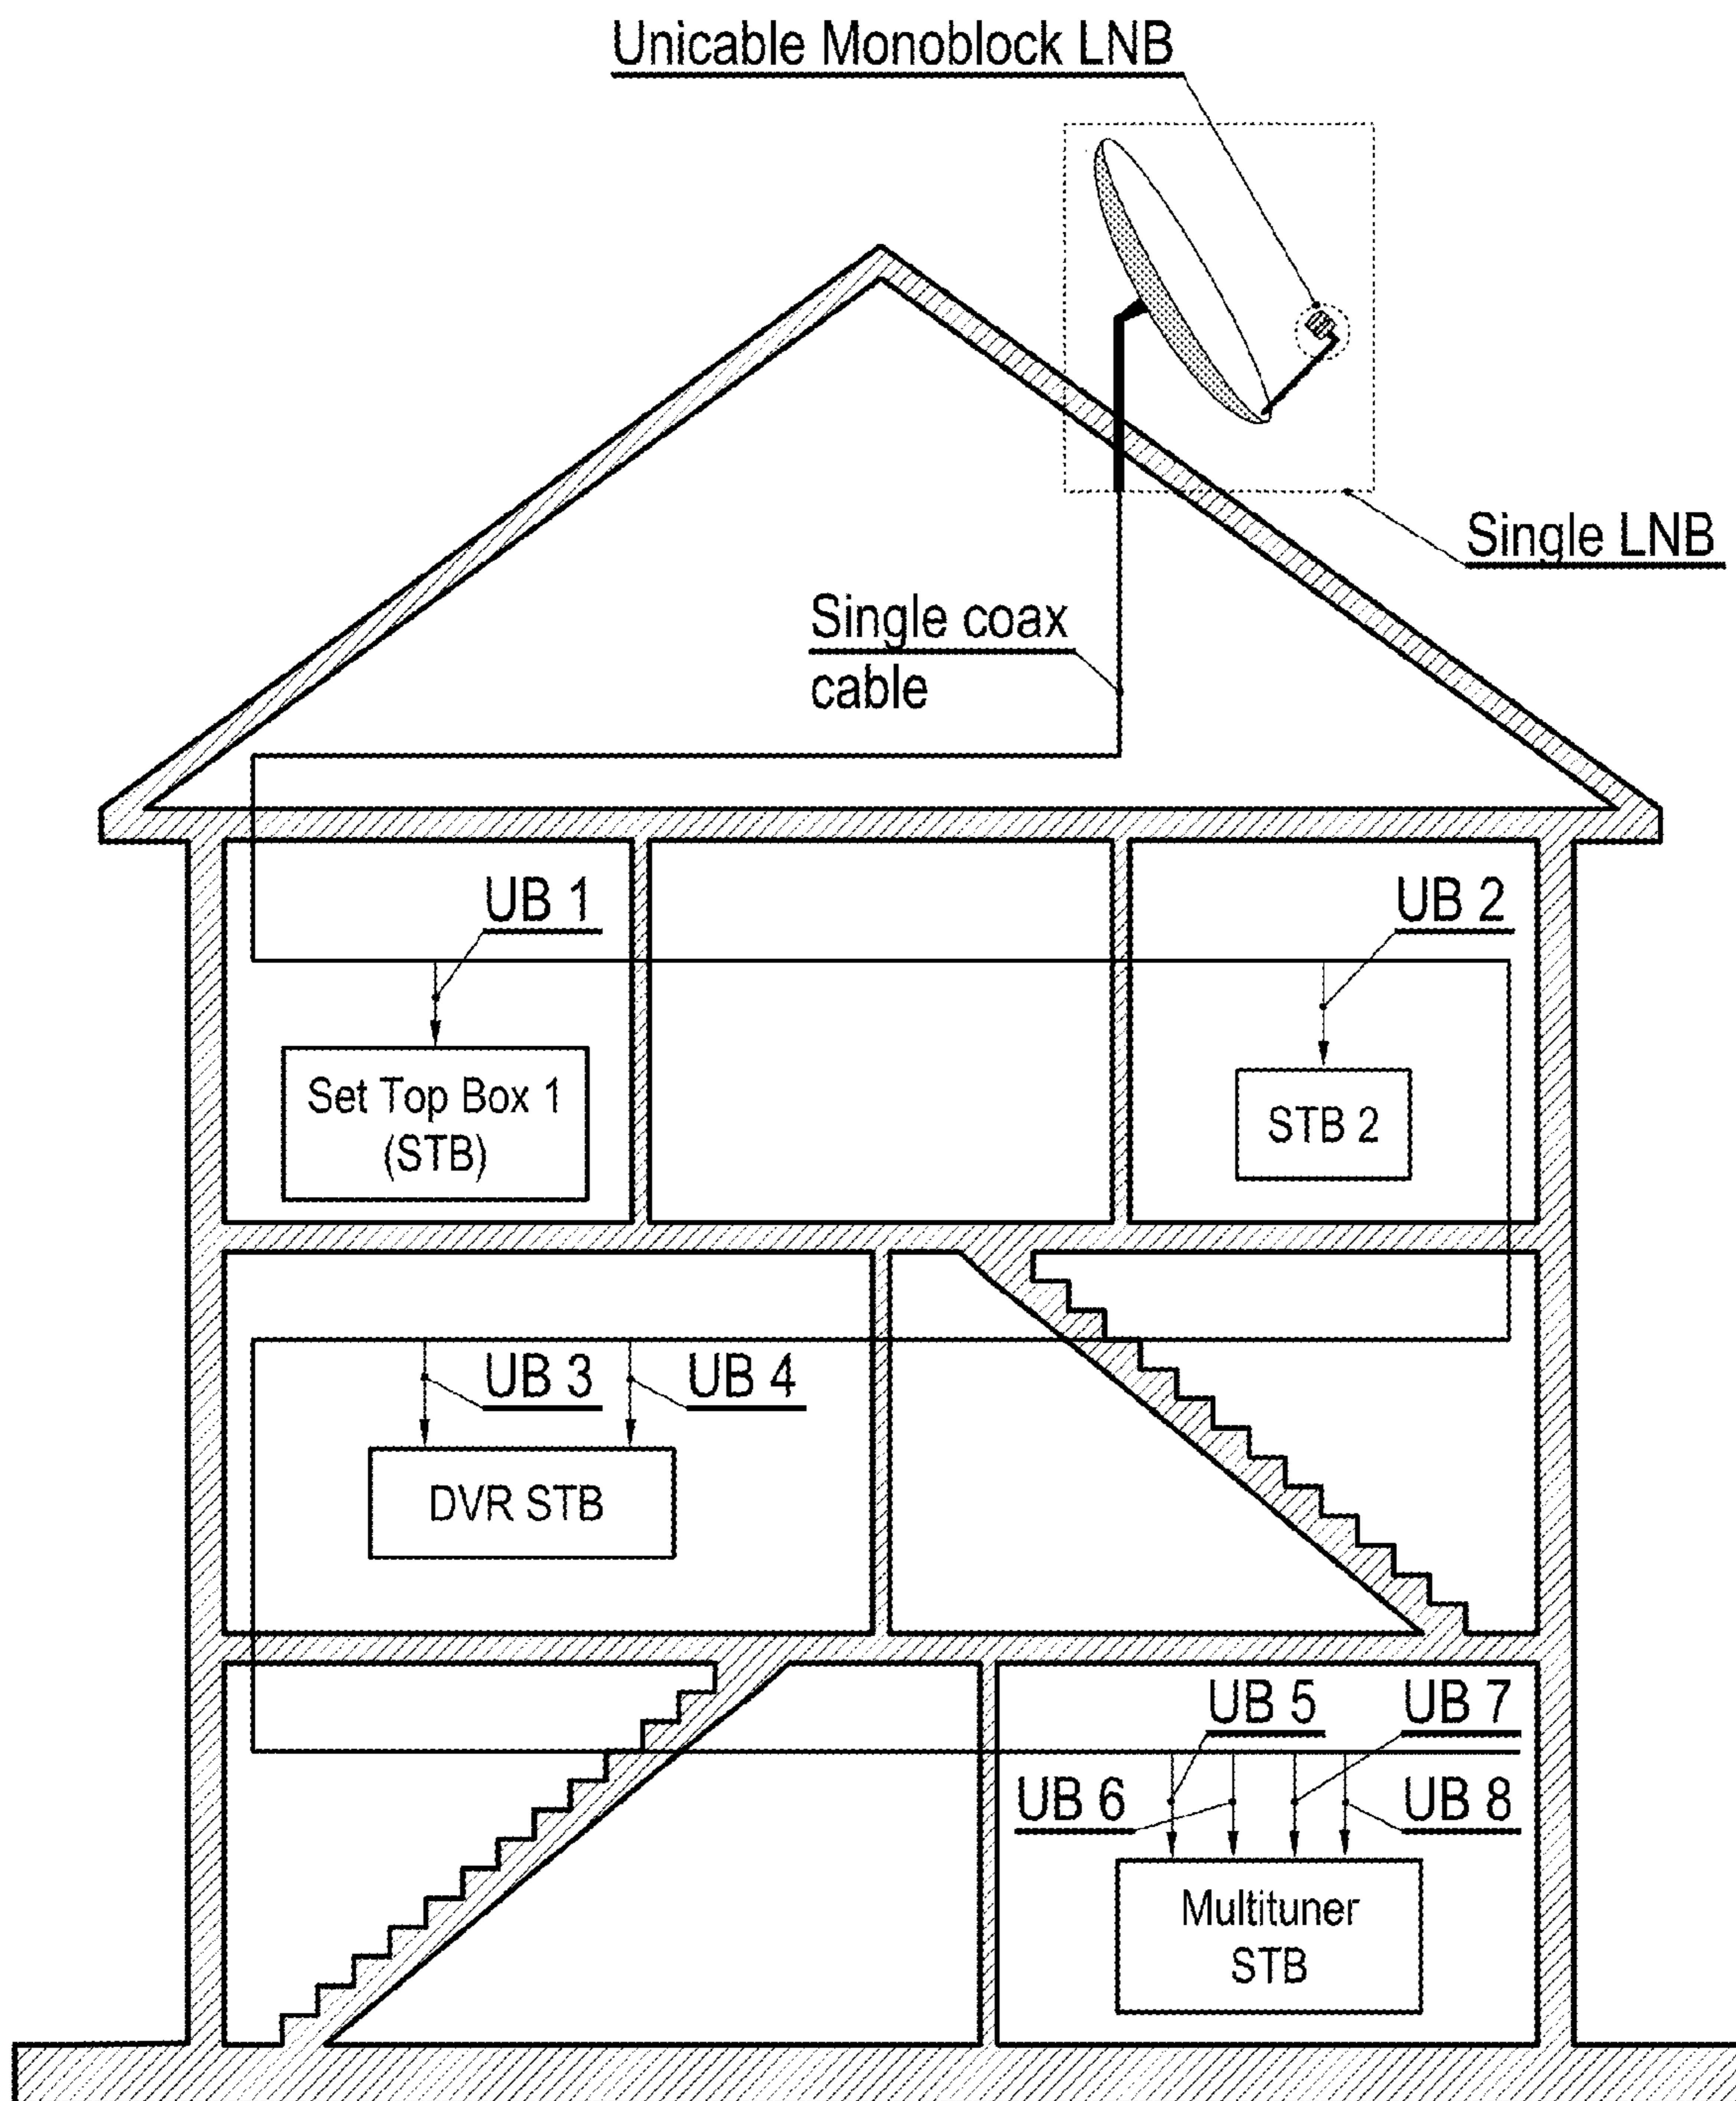 Unicable Monoblock LNB
Single LNB
Single coax
cable
UB 1
UB 2
Set Top Box 1
(STB)
STB 2
UB 3
UB 4
DVR STB
UB 5
UB 7
UB 6
UB 8
Multituner
STB